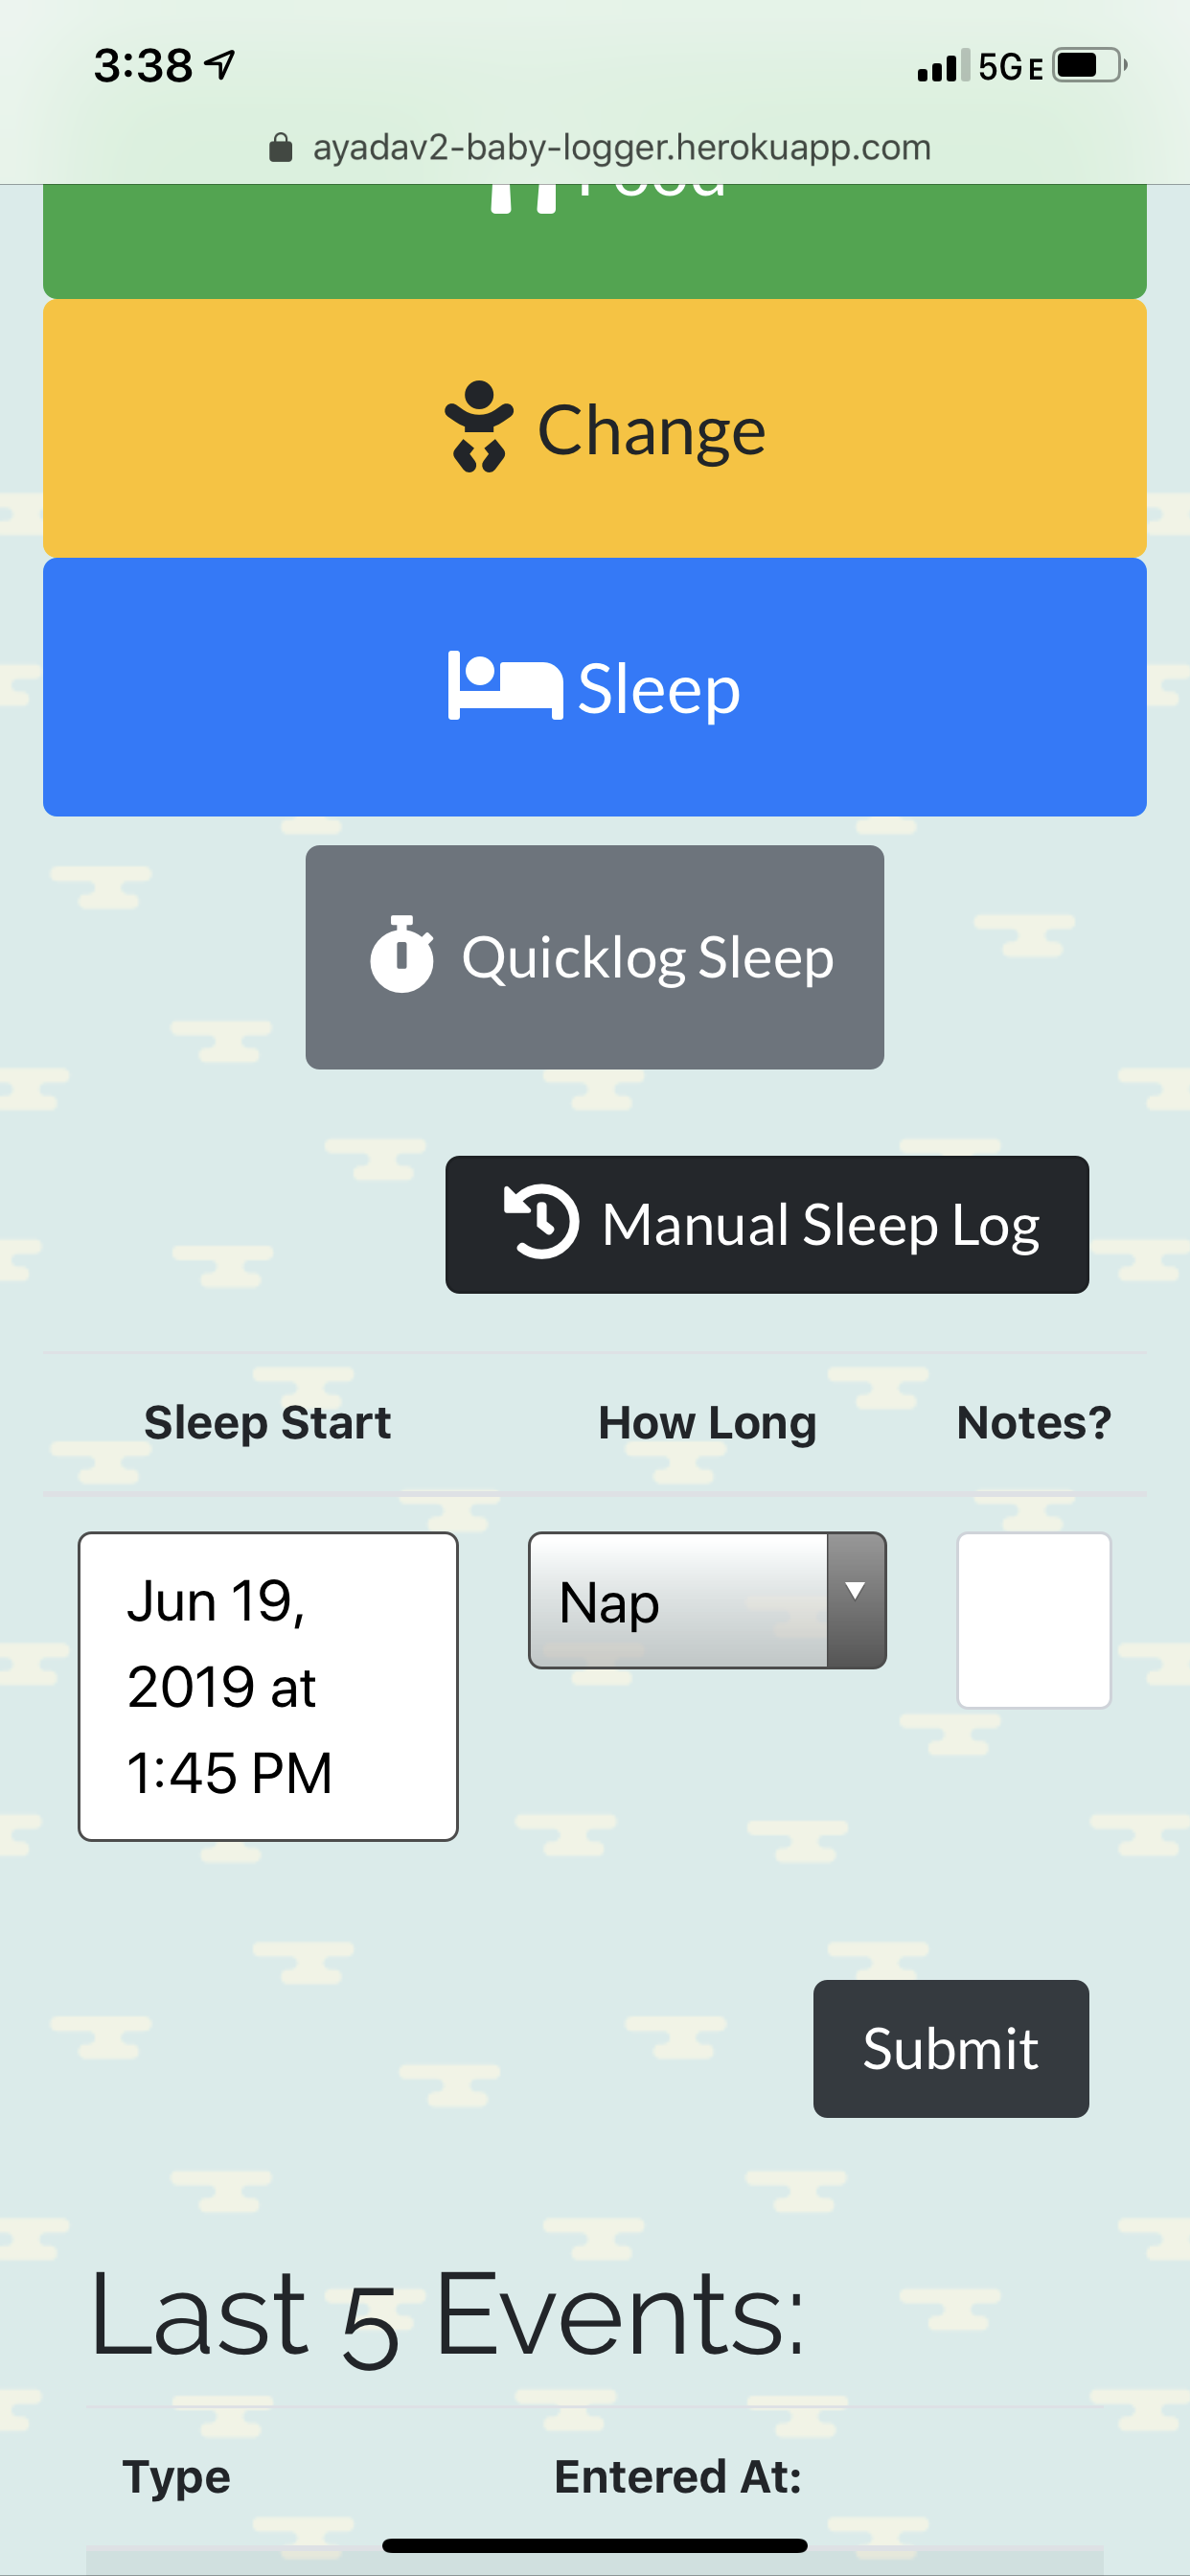 3:38
5G E
ayadav2-baby-logger.herokuapp.com
Food
Change
Sleep
Quicklog Sleep
Manual Sleep Log
Sleep Start How Long Notes?
Jun 19,
2019 at
1:45 PM
Nap
Submit
Last 5 Events:
Type Entered At: